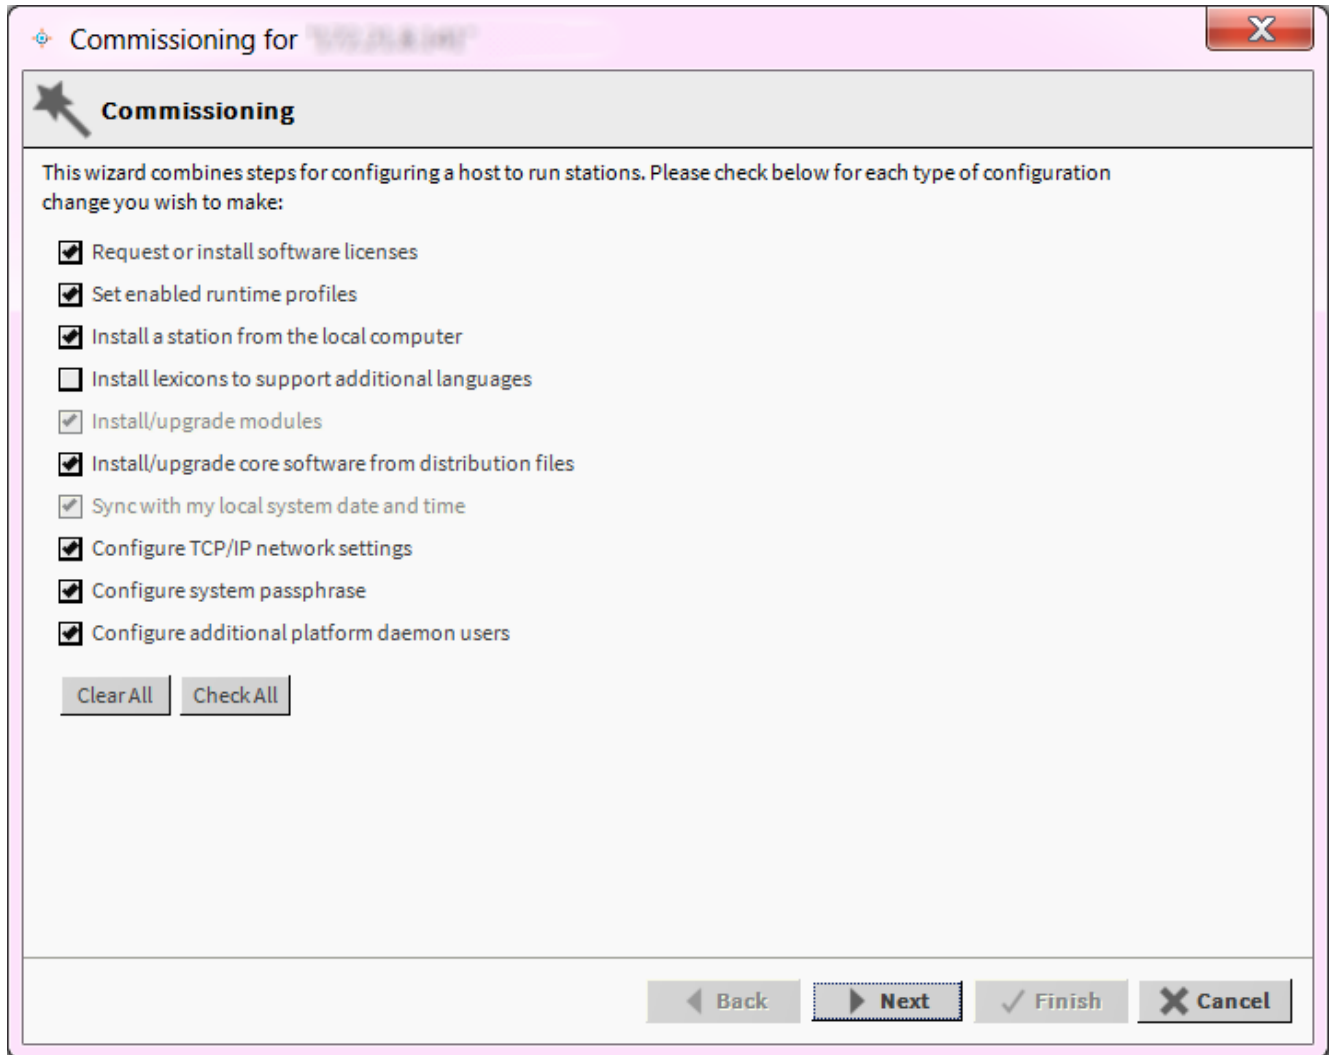 Commissioning for
Commissioning
This wizard combines steps for configuring a host to run stations. Please check below for each type of configuration
change you wish to make:
Request or install software licenses
Set enabled runtime profiles
Install a station from the local computer
Install lexicons to support additional languages
Install/upgrade modules
Install/upgrade core software from distribution files
Sync with my local system date and time
Configure TCP/IP network settings
Configure system passphrase
Configure additional platform daemon users
Clear All Check All
Back Next Finish Cancel